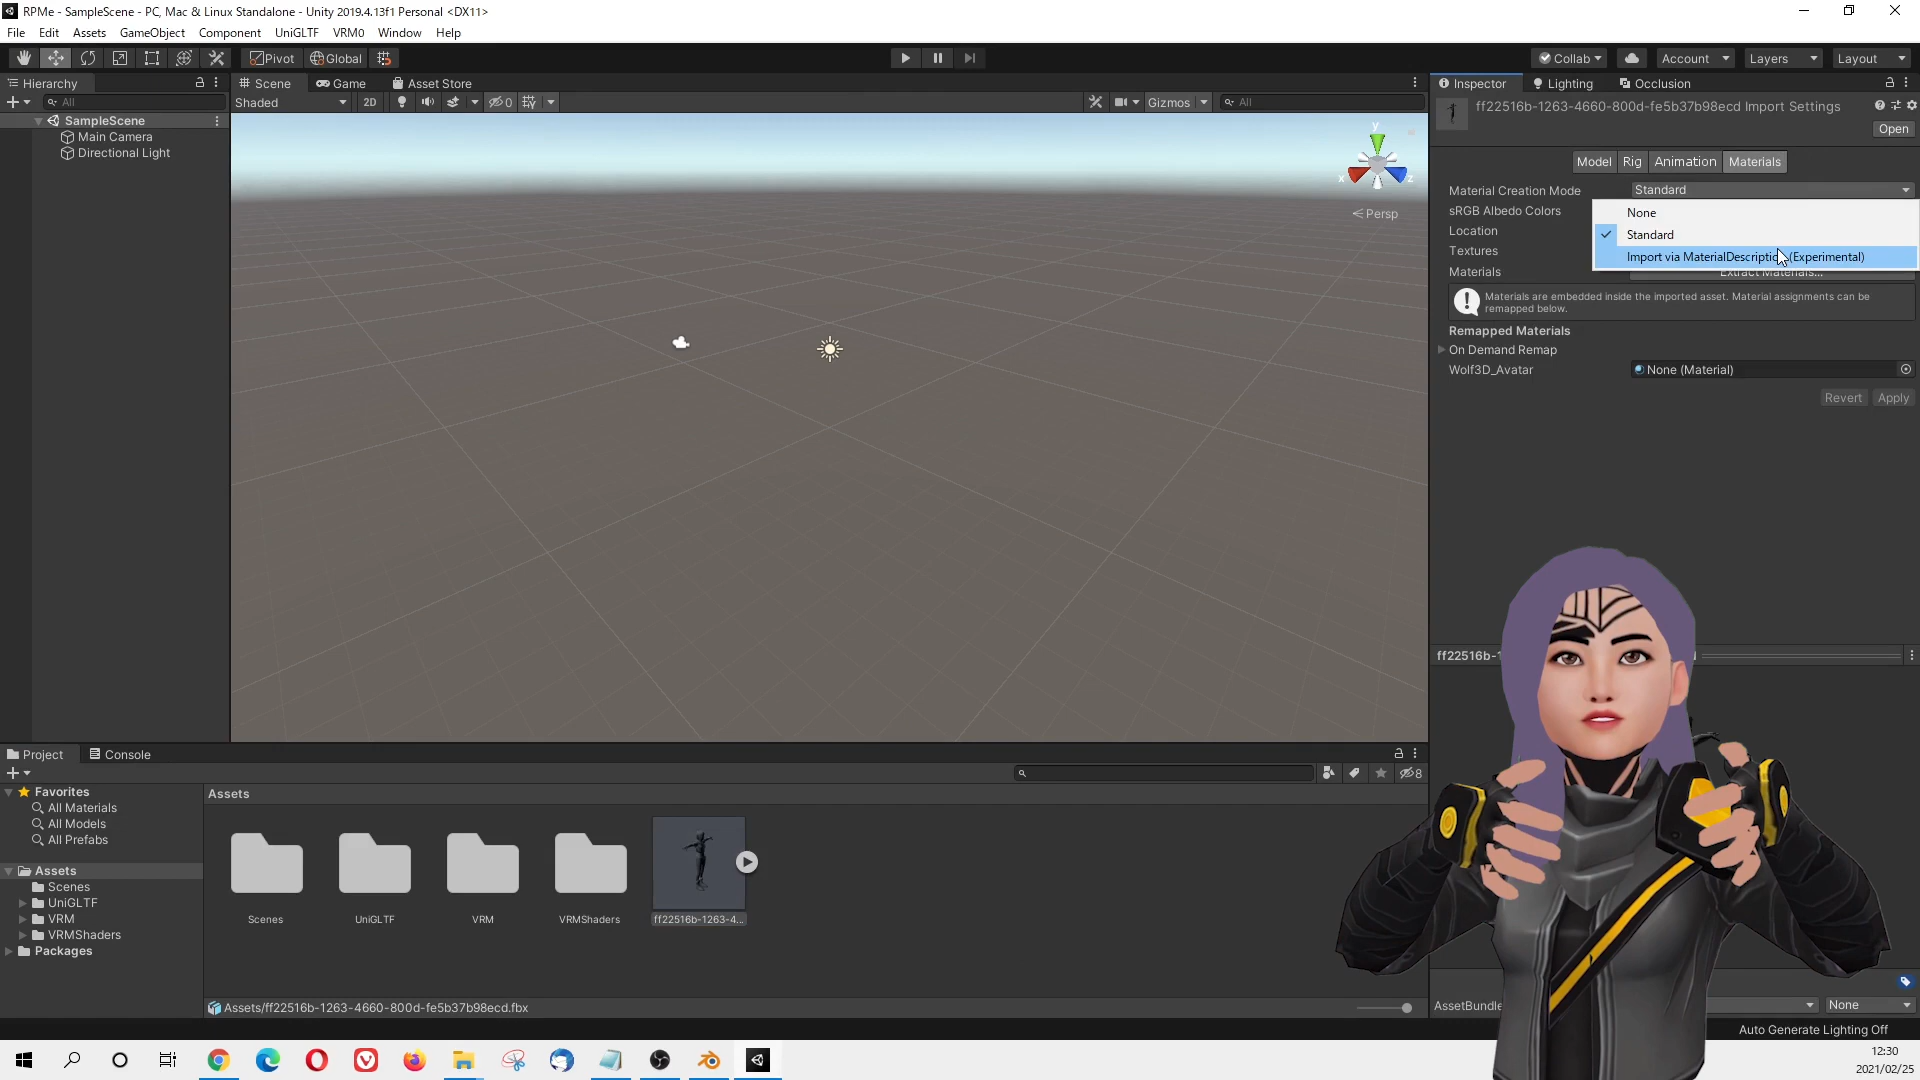 RPMe - SampleScene - PC, Mac & Linux Standalone - Unity 2019.4.13f1 Personal <DX11>
File Edit Assets GameObject Component UniGLTF VRM0 Window Help
Pivot Global Collab Account Layers Layout
Hierarchy
All
SampleScene
Main Camera
Directional Light
Scene Game Asset Store
Shaded 2D 0 Gizmos All
y
x z
Persp
Inspector Lighting Occlusion
ff22516b-1263-4660-800d-fe5b37b98ecd Import Settings
Open
Model Rig Animation Materials
Material Creation Mode Standard
sRGB Albedo Colors
None
Location
Standard
Textures
Import via MaterialDescription (Experimental)
Materials Extract Materials...
Materials are embedded inside the imported asset. Material assignments can be
remapped below.
Remapped Materials
On Demand Remap
Wolf3D_Avatar None (Material)
Revert Apply
ff22516b-1
Project Console
8
Favorites
All Materials
All Models
All Prefabs
Assets
Scenes
UniGLTF
VRM
VRMShaders
Packages
Assets
Scenes UniGLTF VRM VRMShaders ff22516b-1263-4...
Assets/ff22516b-1263-4660-800d-fe5b37b98ecd.fbx
AssetBundle None
Auto Generate Lighting Off
12:30
2021/02/25